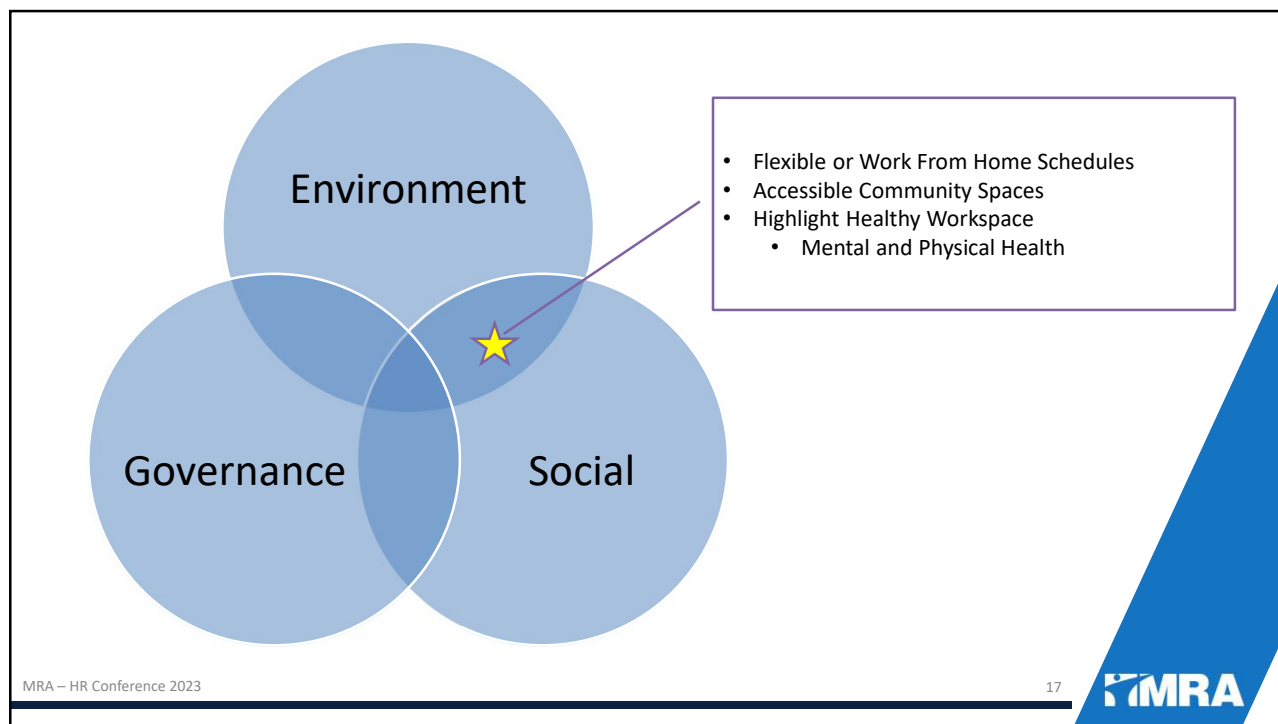 Environment
Governance
Social
• Flexible or Work From Home Schedules
• Accessible Community Spaces
• Highlight Healthy Workspace
• Mental and Physical Health
MRA – HR Conference 2023
17
MRA